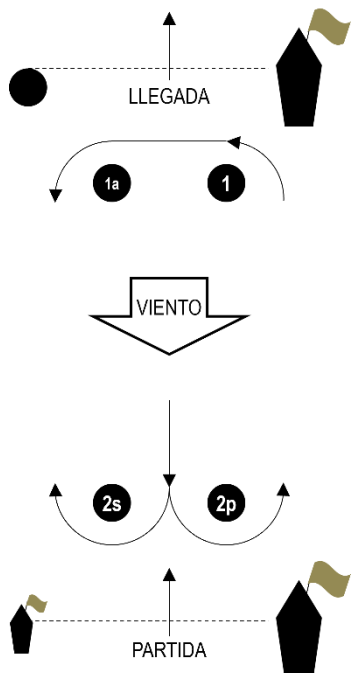 LLEGADA
1a 1
VIENTO
2s 2p
PARTIDA